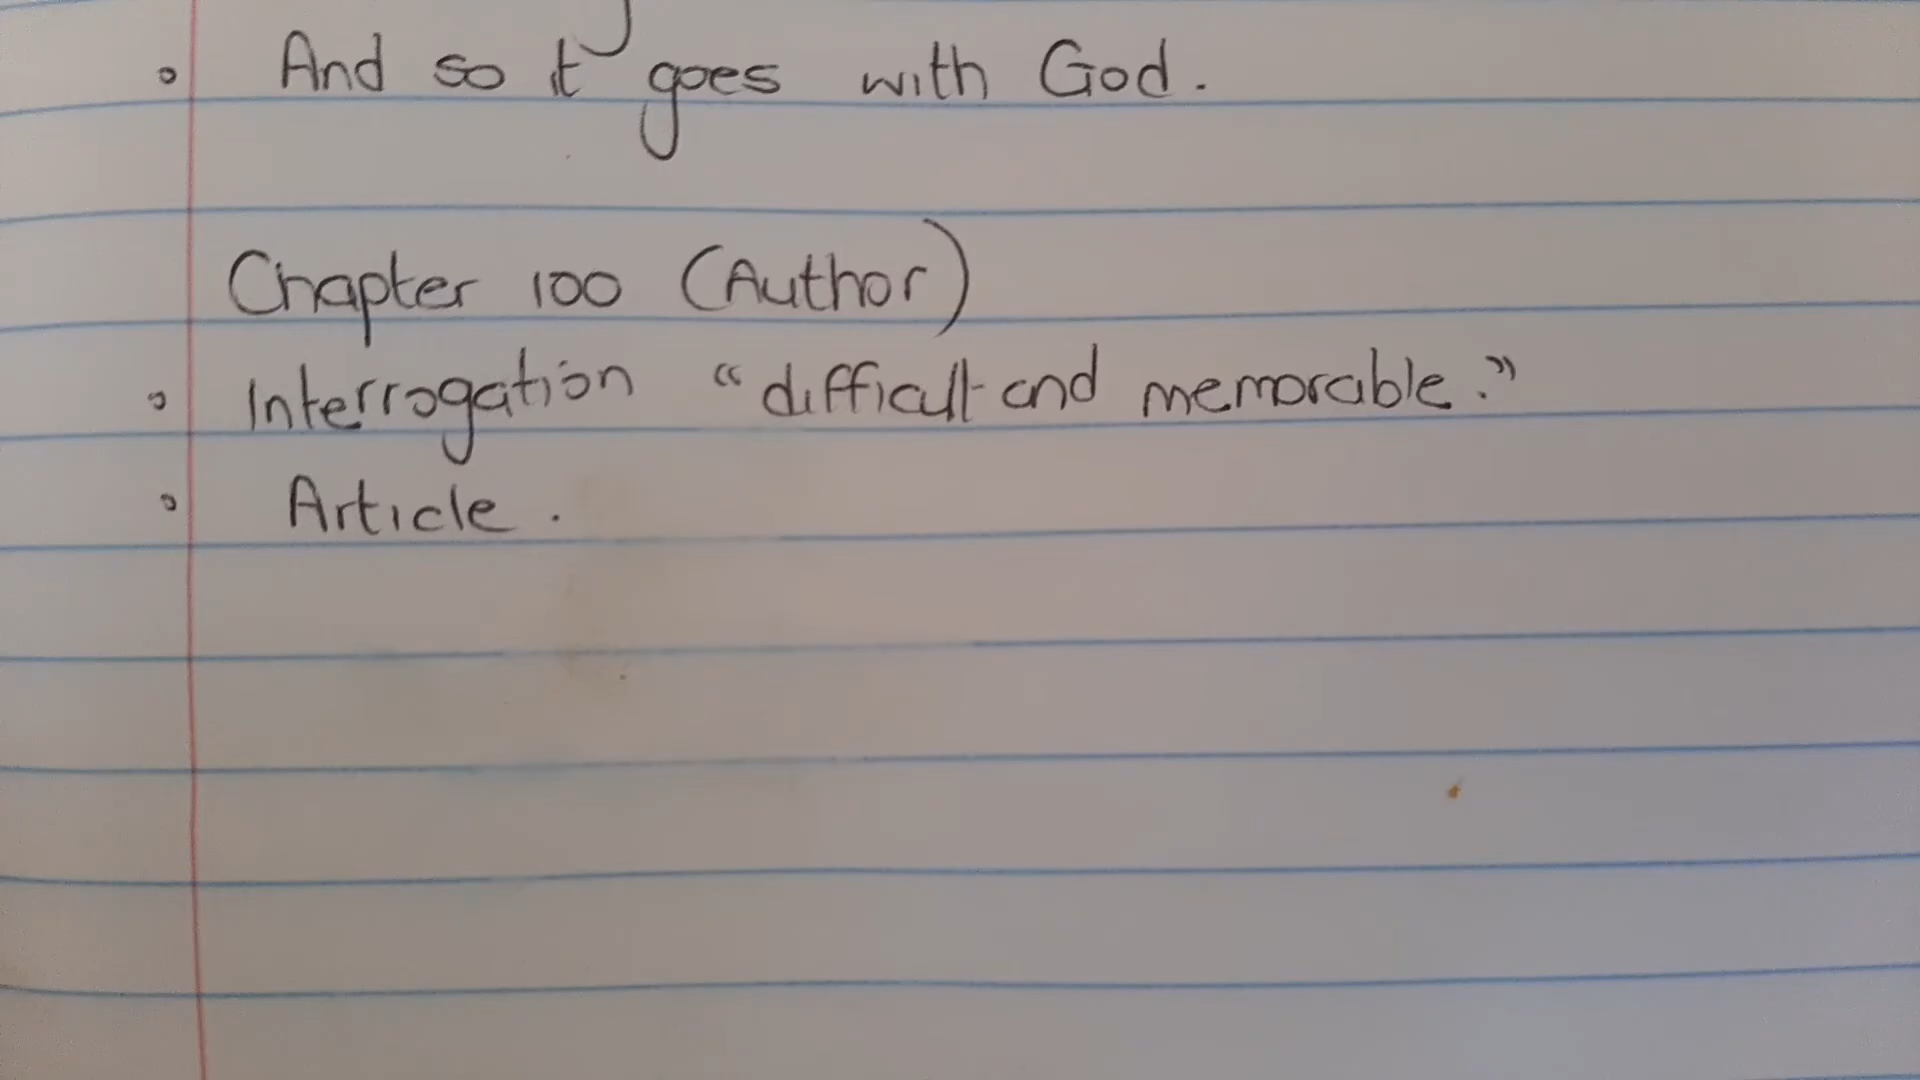 • And so it goes with God.
Chapter 100 (Author)
• Interrogation "difficult and memorable."
• Article.